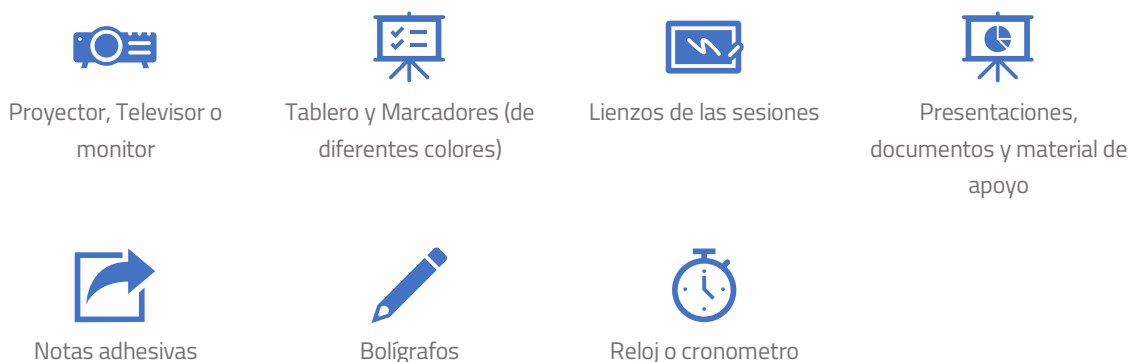 Proyector, Televisor o
monitor
Tablero y Marcadores (de
diferentes colores)
Lienzos de las sesiones
Presentaciones,
documentos y material de
apoyo
Notas adhesivas
Bolígrafos
Reloj o cronometro